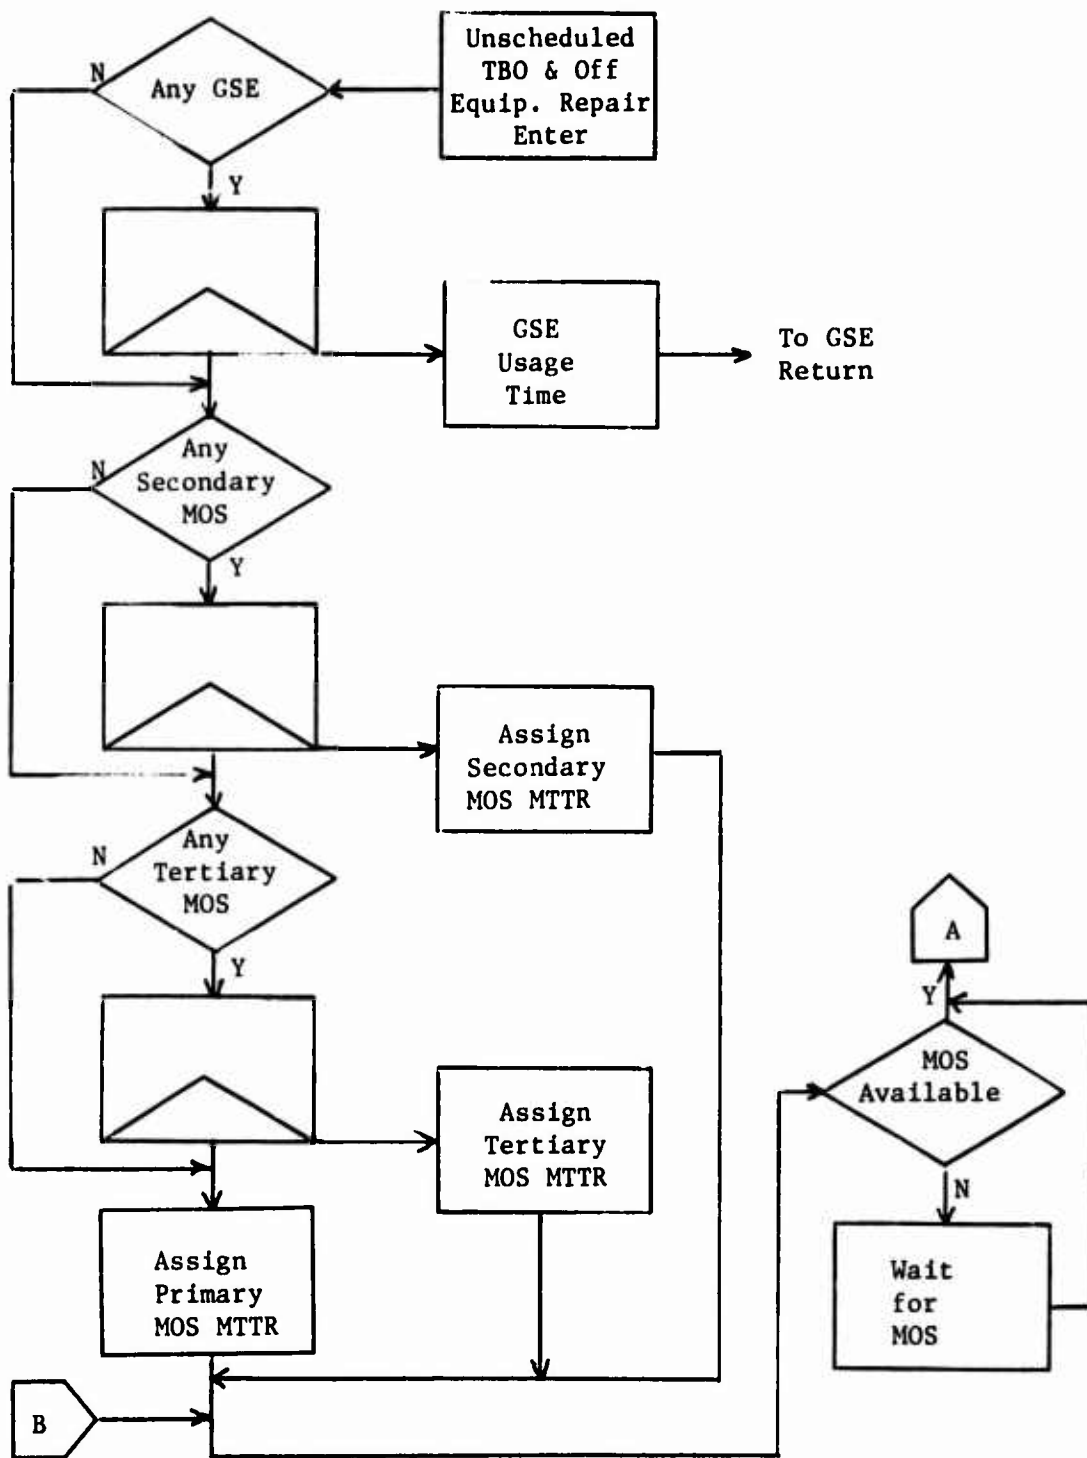 Unscheduled
TBO & Off
Equip. Repair
Enter
N
Any GSE
Y
GSE
Usage
Time
To GSE
Return
N
Any
Secondary
MOS
Y
Assign
Secondary
MOS MTTR
N
Any
Tertiary
MOS
Y
Assign
Tertiary
MOS MTTR
Assign
Primary
MOS MTTR
B
A
Y
MOS
Available
N
Wait
for
MOS